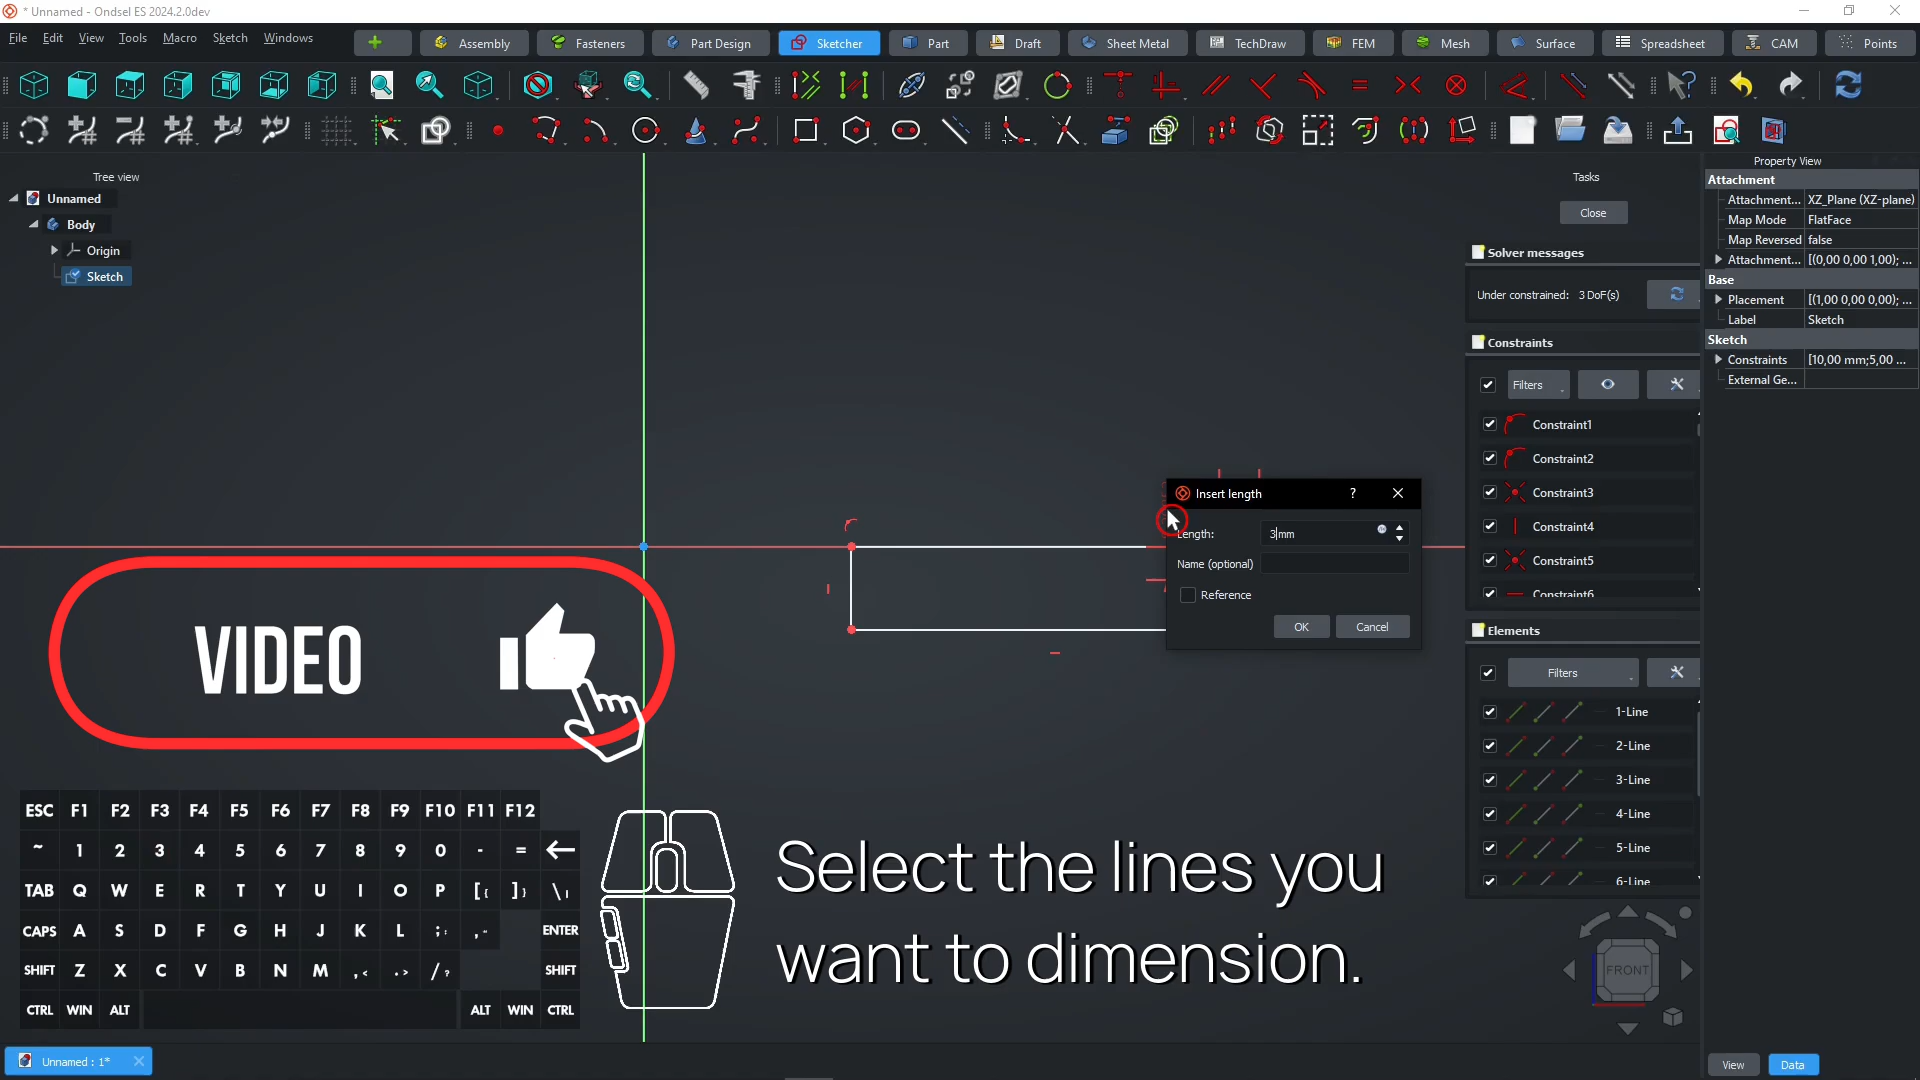 * Unnamed - Ondsel ES 2024.2.0dev
File Edit View Tools Macro Sketch Windows
Assembly Fasteners Part Design Sketcher Part Draft Sheet Metal TechDraw FEM Mesh Surface Spreadsheet CAM Points
Tree view
Unnamed
Body
Origin
Sketch
Tasks
Close
Solver messages
Under constrained: 3 DoF(s)
Constraints
Filters
Constraint1
Constraint2
Constraint3
Constraint4
Constraint5
Constraint6
Elements
Filters
1-Line
2-Line
3-Line
4-Line
5-Line
6-Line
Property View
Attachment
Attachment... XZ_Plane (XZ-plane)
Map Mode FlatFace
Map Reversed false
Attachment... [(0,00 0,00 1,00); ...
Base
Placement [(1,00 0,00 0,00); ...
Label Sketch
Sketch
Constraints [10,00 mm;5,00 ...
External Ge...
Insert length ?
Length: 3mm
Name (optional)
Reference
OK Cancel
VIDEO
ESC F1 F2 F3 F4 F5 F6 F7 F8 F9 F10 F11 F12
~ 1 2 3 4 5 6 7 8 9 0 - =
TAB Q W E R T Y U I O P [{ ]} \|
CAPS A S D F G H J K L ;: ," ENTER
SHIFT Z X C V B N M ,< .> /? SHIFT
CTRL WIN ALT ALT WIN CTRL
Select the lines you
want to dimension.
FRONT
Unnamed : 1*
View Data